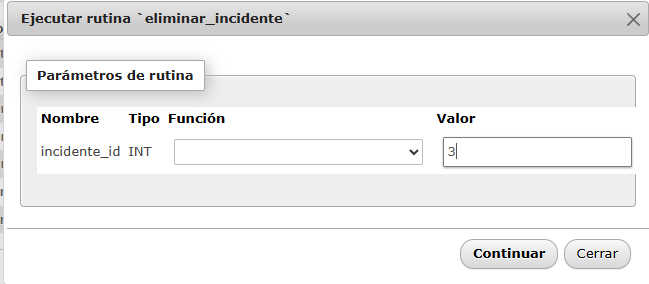 Ejecutar rutina `eliminar_incidente`
Parámetros de rutina
Nombre Tipo Función Valor
incidente_id INT 3
Continuar Cerrar